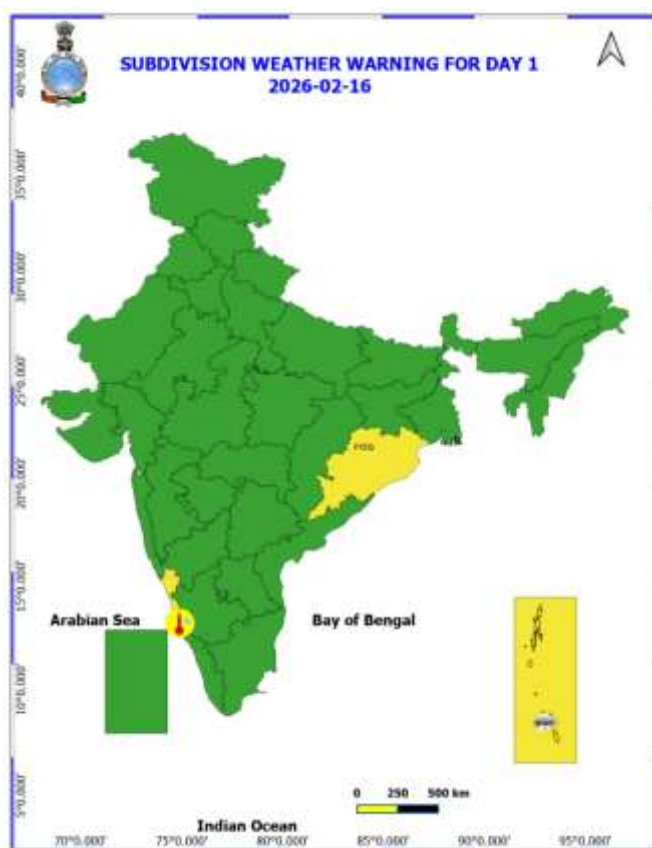 SUBDIVISION WEATHER WARNING FOR DAY 1
2026-02-16
40°0.000'
35°0.000'
30°0.000'
25°0.000'
20°0.000'
15°0.000'
10°0.000'
5°0.000'
FOG
Arabian Sea
Bay of Bengal
0 250 500 km
Indian Ocean
70°0.000' 75°0.000' 80°0.000' 85°0.000' 90°0.000' 95°0.000'